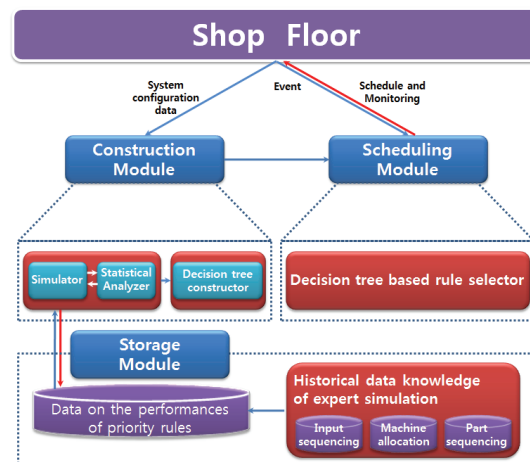 Shop Floor
System
configuration
data
Event
Schedule and
Monitoring
Construction
Module
Scheduling
Module
Simulator
Statistical
Analyzer
Decision tree
constructor
Decision tree based rule selector
Storage
Module
Data on the performances
of priority rules
Historical data knowledge
of expert simulation
Input
sequencing
Machine
allocation
Part
sequencing